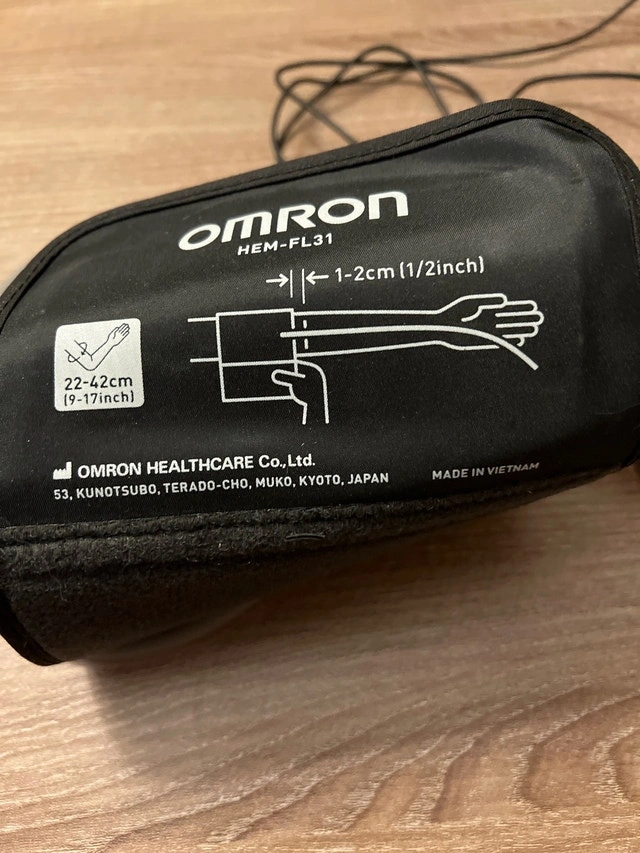 OMRON
HEM-FL31
1-2cm (1/2inch)
22-42cm
(9-17inch)
OMRON HEALTHCARE Co.,Ltd.
53, KUNOTSUBO, TERADO-CHO, MUKO, KYOTO, JAPAN
MADE IN VIETNAM